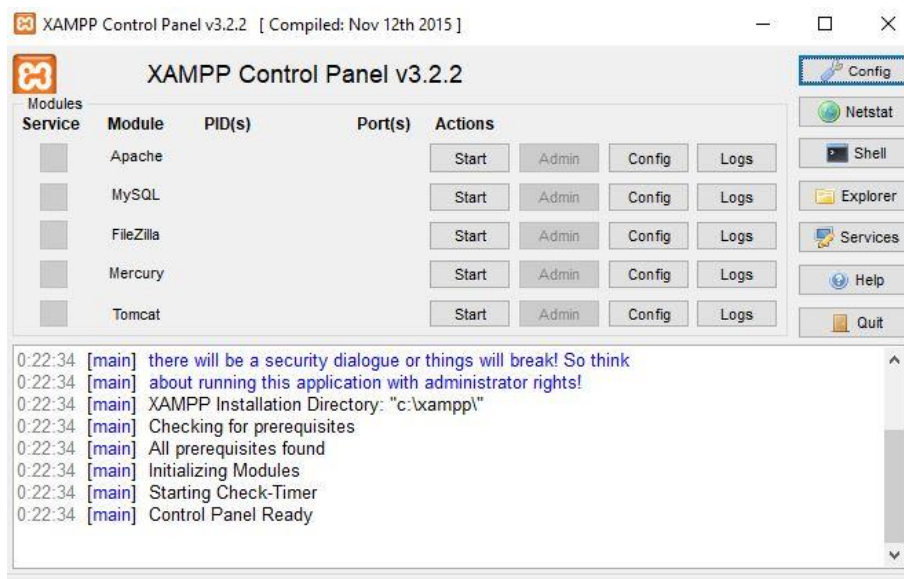 XAMPP Control Panel v3.2.2 [ Compiled: Nov 12th 2015 ]
XAMPP Control Panel v3.2.2
Config
Modules
Service Module PID(s) Port(s) Actions
Netstat
Apache Start Admin Config Logs
Shell
MySQL Start Admin Config Logs
Explorer
FileZilla Start Admin Config Logs
Services
Mercury Start Admin Config Logs
Help
Tomcat Start Admin Config Logs
Quit
0:22:34 [main] there will be a security dialogue or things will break! So think
0:22:34 [main] about running this application with administrator rights!
0:22:34 [main] XAMPP Installation Directory: "c:\xampp\"
0:22:34 [main] Checking for prerequisites
0:22:34 [main] All prerequisites found
0:22:34 [main] Initializing Modules
0:22:34 [main] Starting Check-Timer
0:22:34 [main] Control Panel Ready